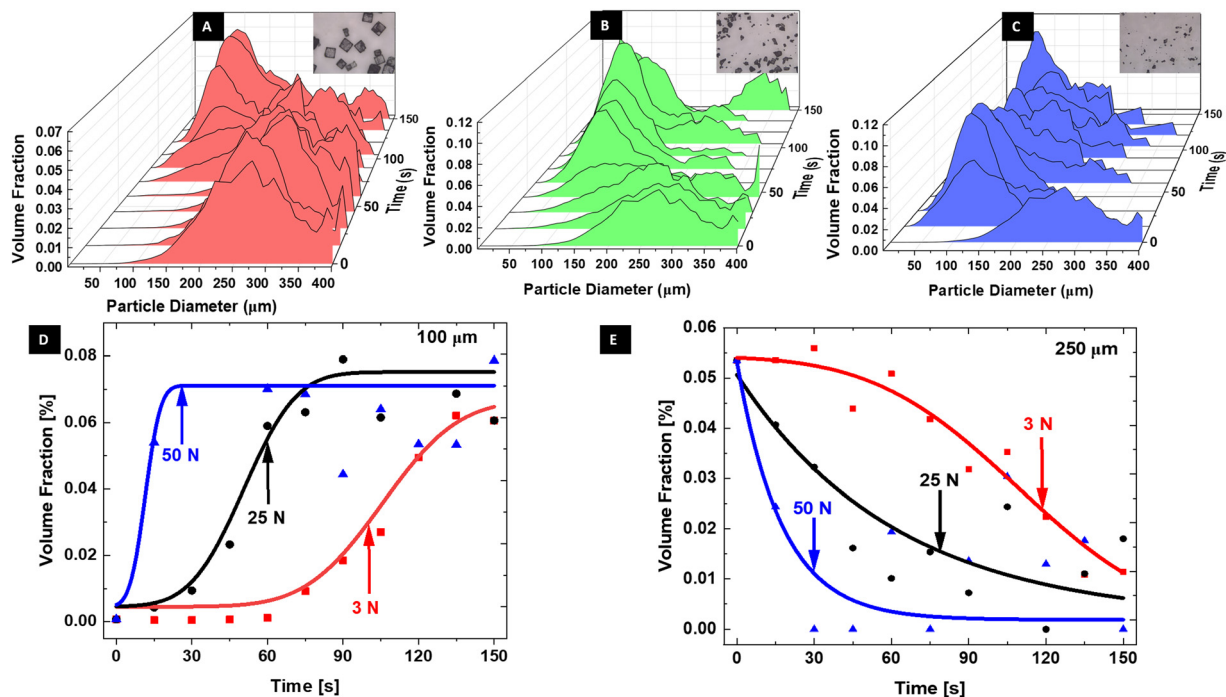 A
B
C
Volume Fraction
0.07
0.06
0.05
0.04
0.03
0.02
0.01
0.00
50 100 150 200 250 300 350 400
Particle Diameter (µm)
0
50
100
150
Time (s)
Volume Fraction
0.12
0.10
0.08
0.06
0.04
0.02
0.00
50 100 150 200 250 300 350 400
Particle Diameter (µm)
0
50
100
150
Time (s)
Volume Fraction
0.12
0.10
0.08
0.06
0.04
0.02
0.00
50 100 150 200 250 300 350 400
Particle Diameter (µm)
0
50
100
150
Time (s)
D
100 µm
Volume Fraction [%]
0.08
0.06
0.04
0.02
0.00
50 N
25 N
3 N
0 30 60 90 120 150
Time [s]
E
250 µm
Volume Fraction [%]
0.06
0.05
0.04
0.03
0.02
0.01
0.00
3 N
25 N
50 N
0 30 60 90 120 150
Time [s]